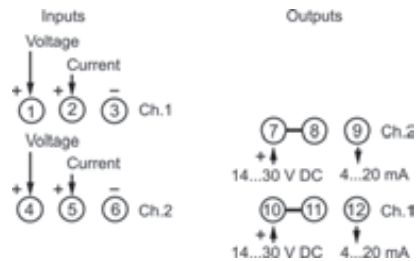 Inputs
Voltage
Current
+ + –
1 2 3 Ch.1
Voltage
Current
+ + –
4 5 6 Ch.2
Outputs
7 8 9 Ch.2
+
14...30 V DC 4...20 mA
10 11 12 Ch.1
+
14...30 V DC 4...20 mA